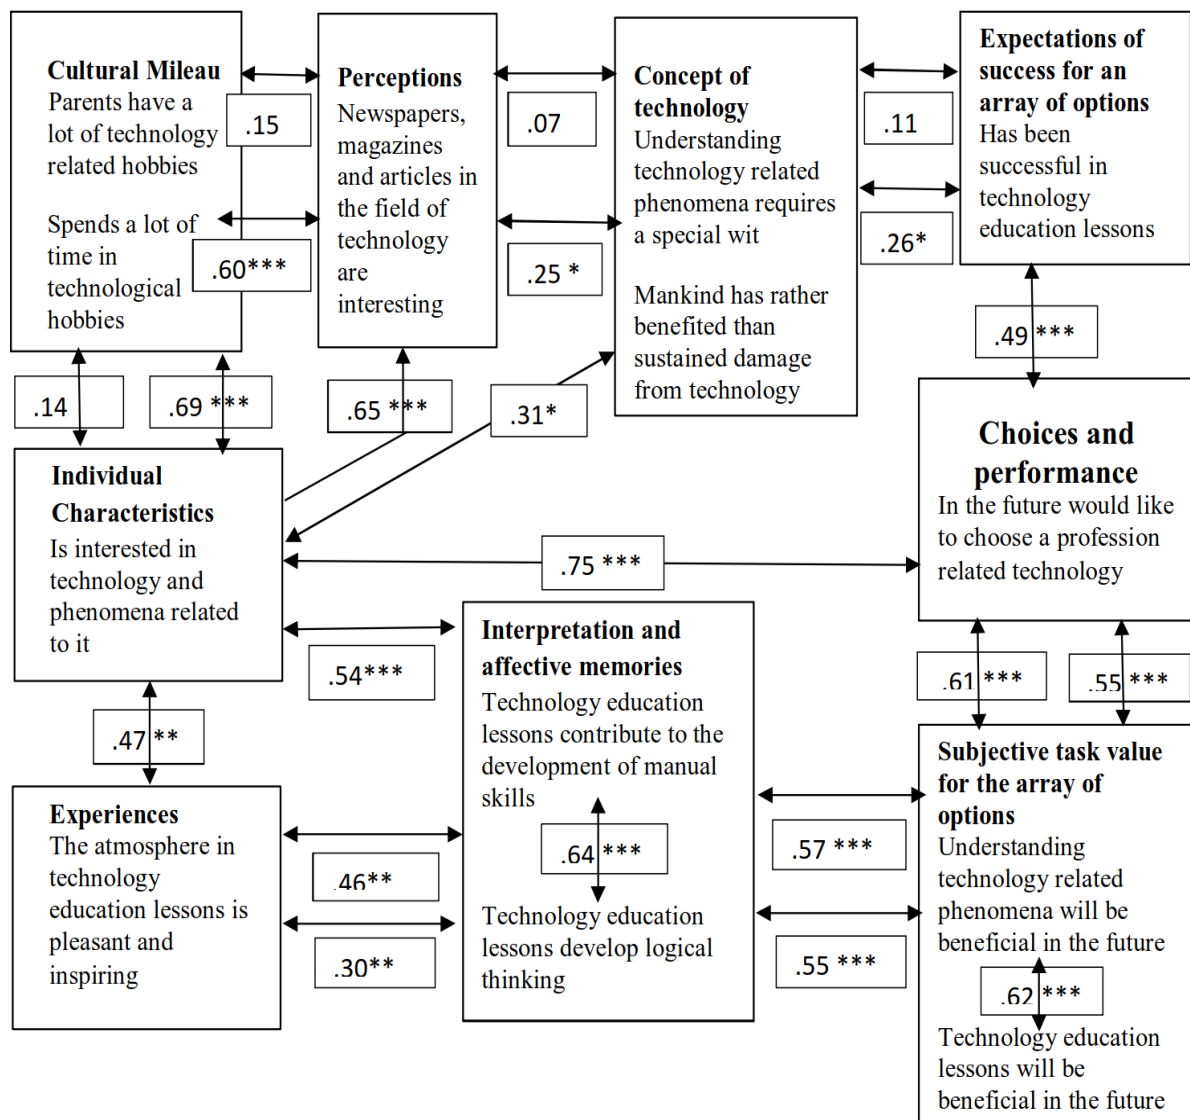 Cultural Mileau
Parents have a
lot of technology
related hobbies
Spends a lot of
time in
technological
hobbies
.15
.60***
Perceptions
Newspapers,
magazines
and articles in
the field of
technology
are
interesting
.07
.25 *
Concept of
technology
Understanding
technology related
phenomena requires
a special wit
Mankind has rather
benefited than
sustained damage
from technology
.11
.26*
Expectations of
success for an
array of options
Has been
successful in
technology
education lessons
.14
.69 ***
.65 ***
.31*
.49 ***
Individual
Characteristics
Is interested in
technology and
phenomena related
to it
.75 ***
Choices and
performance
In the future would like
to choose a profession
related technology
.54***
.47 **
Interpretation and
affective memories
Technology education
lessons contribute to the
development of manual
skills
.64 ***
Technology education
lessons develop logical
thinking
.61 ***
.55 ***
Experiences
The atmosphere in
technology
education lessons is
pleasant and
inspiring
.46**
.30**
.57 ***
.55 ***
Subjective task value
for the array of
options
Understanding
technology related
phenomena will be
beneficial in the future
.62 ***
Technology education
lessons will be
beneficial in the future